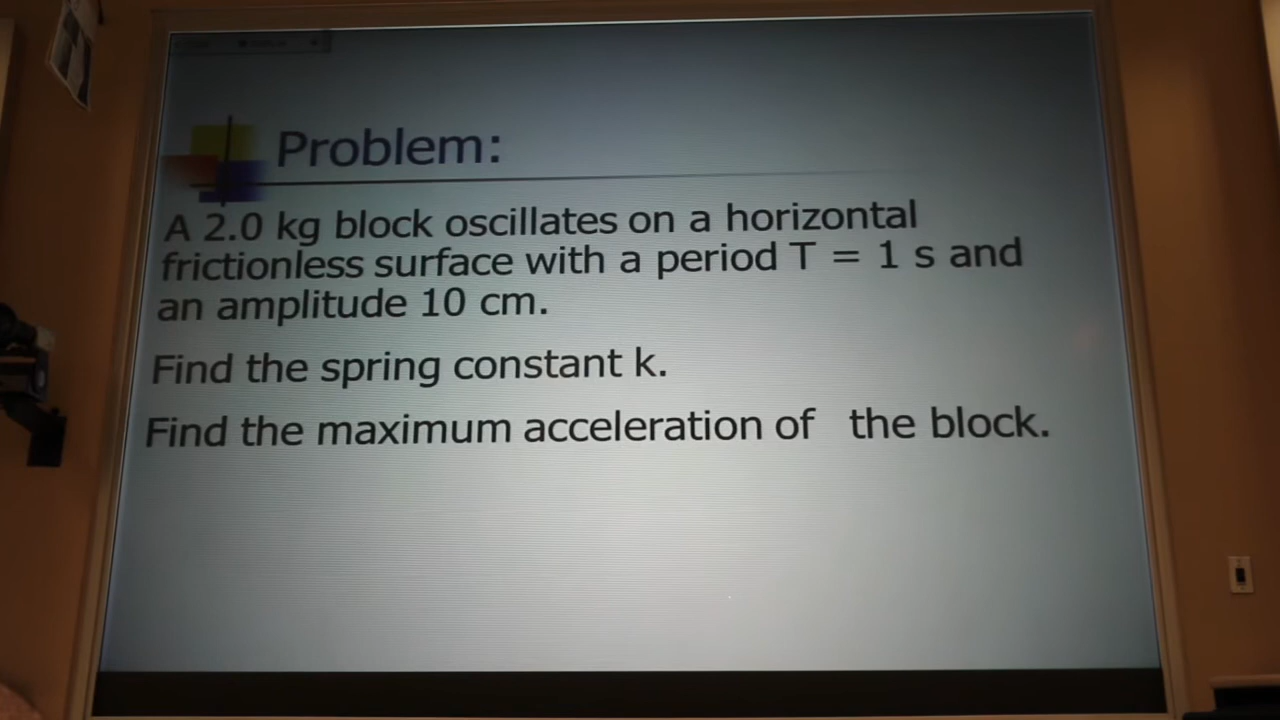 Problem:
A 2.0 kg block oscillates on a horizontal
frictionless surface with a period T = 1 s and
an amplitude 10 cm.
Find the spring constant k.
Find the maximum acceleration of the block.